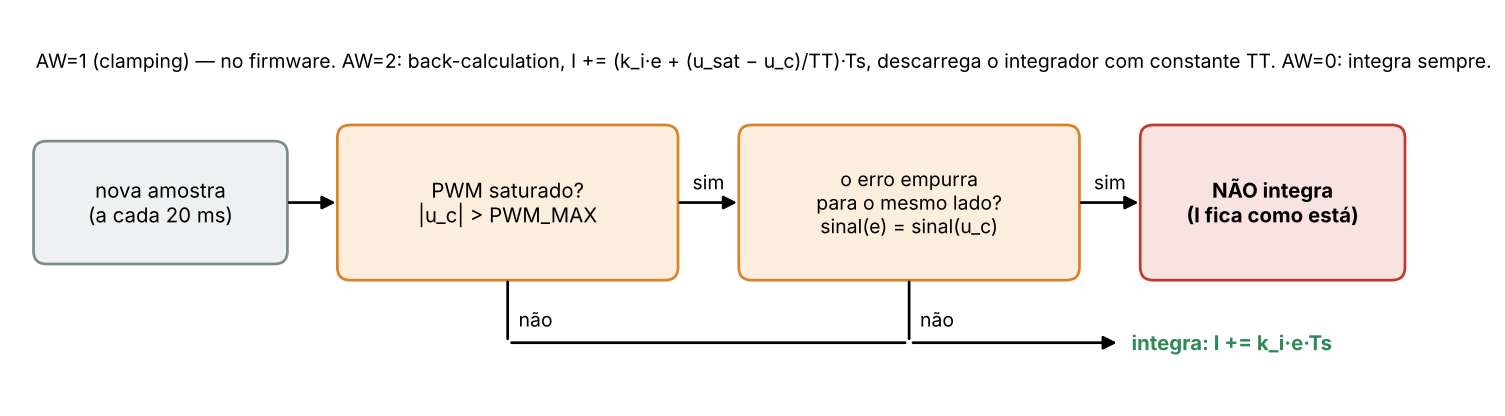 AW=1 (clamping) — no firmware. AW=2: back-calculation, I += (k_i·e + (u_sat − u_c)/TT)·Ts, descarrega o integrador com constante TT. AW=0: integra sempre.
nova amostra
(a cada 20 ms)
PWM saturado?
|u_c| > PWM_MAX
sim
o erro empurra
para o mesmo lado?
sinal(e) = sinal(u_c)
sim
NÃO integra
(I fica como está)
não
não
integra: I += k_i·e·Ts